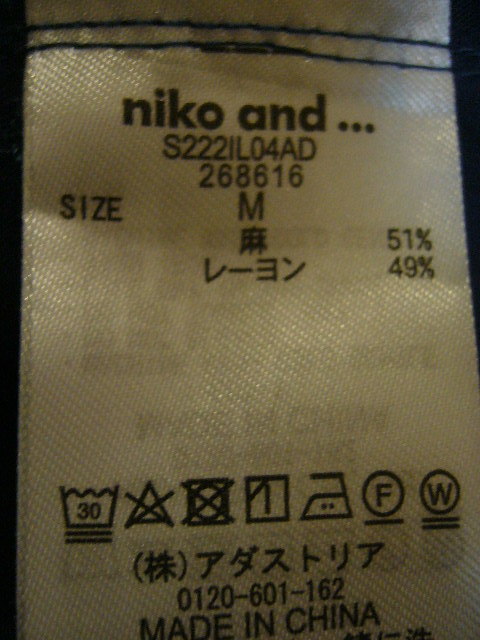 niko and ...
S222IL04AD
268616
SIZE M
麻 51%
レーヨン 49%
30 F W
(株)アダストリア
0120-601-162
MADE IN CHINA